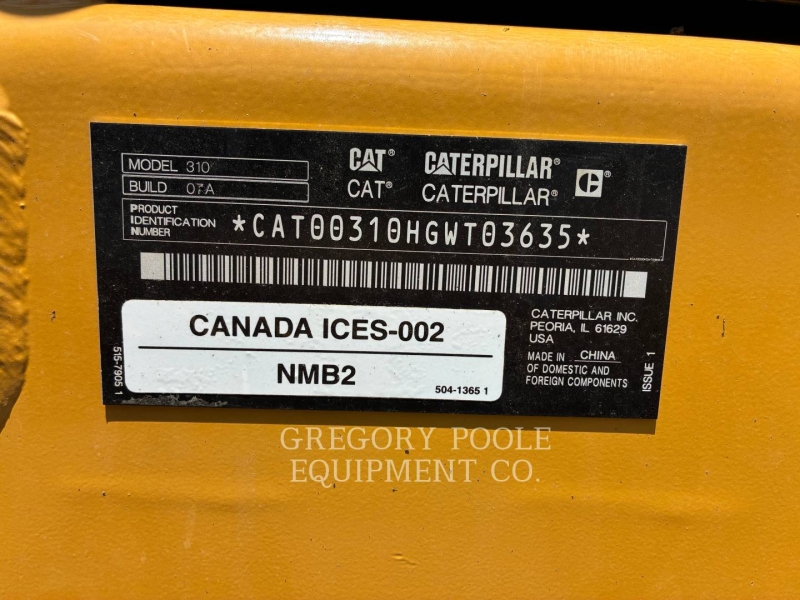 MODEL 310
BUILD 07A
CAT® CATERPILLAR®
CAT® CATERPILLAR®
PRODUCT
IDENTIFICATION
NUMBER
*CAT00310HGWT03635*
CANADA ICES-002
NMB2
504-1365 1
515-7905 1
CATERPILLAR INC.
PEORIA, IL 61629
USA
MADE IN CHINA
OF DOMESTIC AND
FOREIGN COMPONENTS
ISSUE 1
GREGORY POOLE
EQUIPMENT CO.